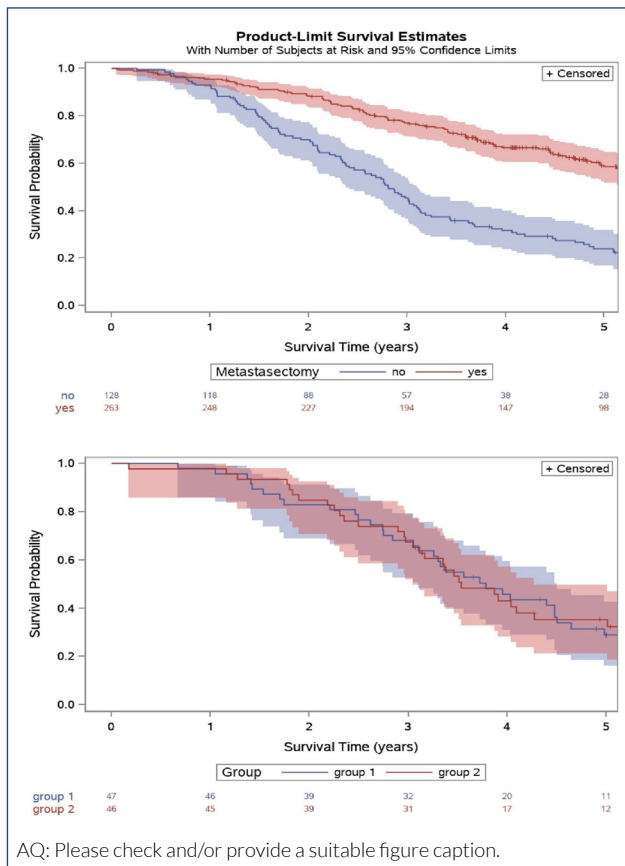 Product-Limit Survival Estimates
With Number of Subjects at Risk and 95% Confidence Limits
+ Censored
Survival Probability
1.0
0.8
0.6
0.4
0.2
0.0
0 1 2 3 4 5
Survival Time (years)
Metastasectomy no yes
no 128 118 88 57 38 28
yes 263 248 227 194 147 98
+ Censored
Survival Probability
1.0
0.8
0.6
0.4
0.2
0.0
0 1 2 3 4 5
Survival Time (years)
Group group 1 group 2
group 1 47 46 39 32 20 11
group 2 46 45 39 31 17 12
AQ: Please check and/or provide a suitable figure caption.